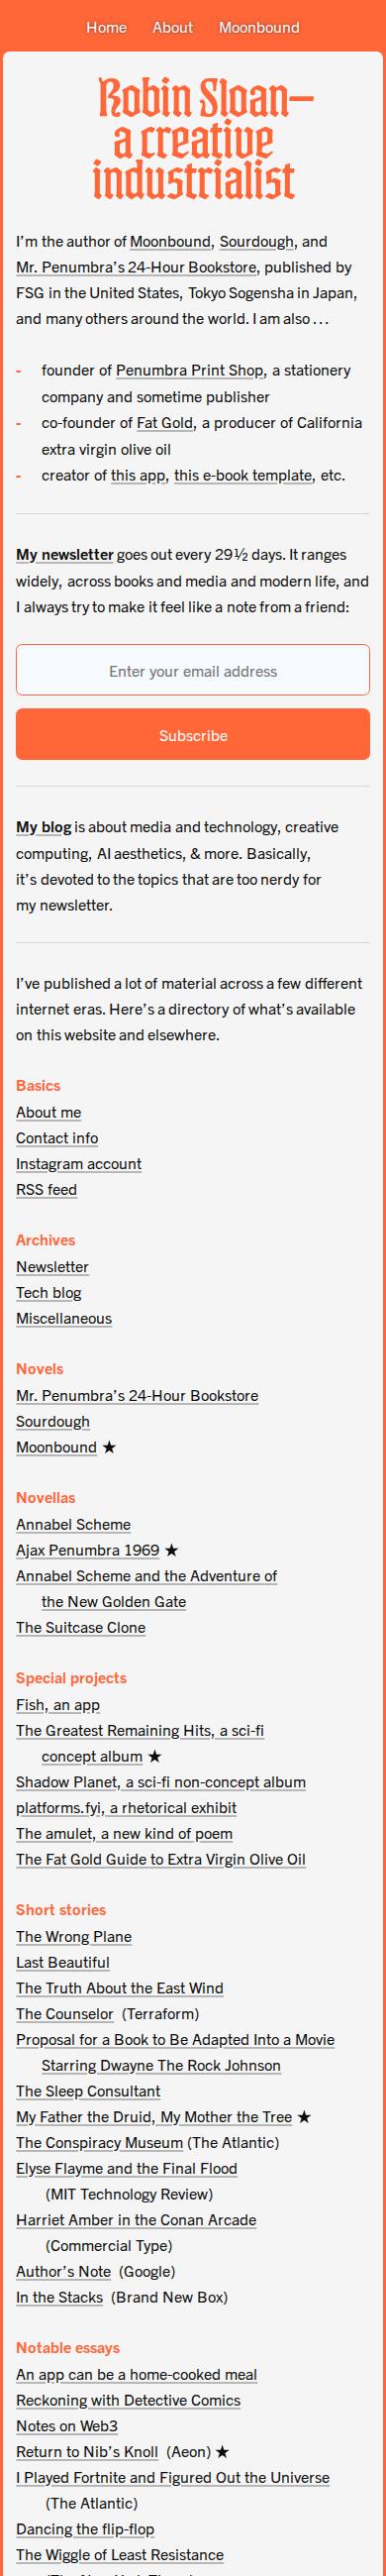 Home About Moonbound
Robin Sloan—
a creative
industrialist
I’m the author of Moonbound, Sourdough, and
Mr. Penumbra’s 24-Hour Bookstore, published by
FSG in the United States, Tokyo Sogensha in Japan,
and many others around the world. I am also . . .
- founder of Penumbra Print Shop, a stationery
company and sometime publisher
- co-founder of Fat Gold, a producer of California
extra virgin olive oil
- creator of this app, this e-book template, etc.
My newsletter goes out every 29½ days. It ranges
widely, across books and media and modern life, and
I always try to make it feel like a note from a friend:
Enter your email address
Subscribe
My blog is about media and technology, creative
computing, AI aesthetics, & more. Basically,
it’s devoted to the topics that are too nerdy for
my newsletter.
I’ve published a lot of material across a few different
internet eras. Here’s a directory of what’s available
on this website and elsewhere.
Basics
About me
Contact info
Instagram account
RSS feed
Archives
Newsletter
Tech blog
Miscellaneous
Novels
Mr. Penumbra’s 24-Hour Bookstore
Sourdough
Moonbound ★
Novellas
Annabel Scheme
Ajax Penumbra 1969 ★
Annabel Scheme and the Adventure of
the New Golden Gate
The Suitcase Clone
Special projects
Fish, an app
The Greatest Remaining Hits, a sci-fi
concept album ★
Shadow Planet, a sci-fi non-concept album
platforms.fyi, a rhetorical exhibit
The amulet, a new kind of poem
The Fat Gold Guide to Extra Virgin Olive Oil
Short stories
The Wrong Plane
Last Beautiful
The Truth About the East Wind
The Counselor (Terraform)
Proposal for a Book to Be Adapted Into a Movie
Starring Dwayne The Rock Johnson
The Sleep Consultant
My Father the Druid, My Mother the Tree ★
The Conspiracy Museum (The Atlantic)
Elyse Flayme and the Final Flood
(MIT Technology Review)
Harriet Amber in the Conan Arcade
(Commercial Type)
Author’s Note (Google)
In the Stacks (Brand New Box)
Notable essays
An app can be a home-cooked meal
Reckoning with Detective Comics
Notes on Web3
Return to Nib’s Knoll (Aeon) ★
I Played Fortnite and Figured Out the Universe
(The Atlantic)
Dancing the flip-flop
The Wiggle of Least Resistance